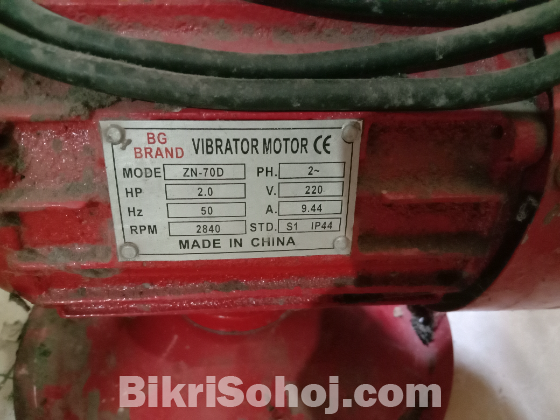 BG
BRAND VIBRATOR MOTOR CE
MODE ZN-70D PH. 2~
HP 2.0 V. 220
Hz 50 A. 9.44
RPM 2840 STD. S1 IP44
MADE IN CHINA
BikriSohoj.com